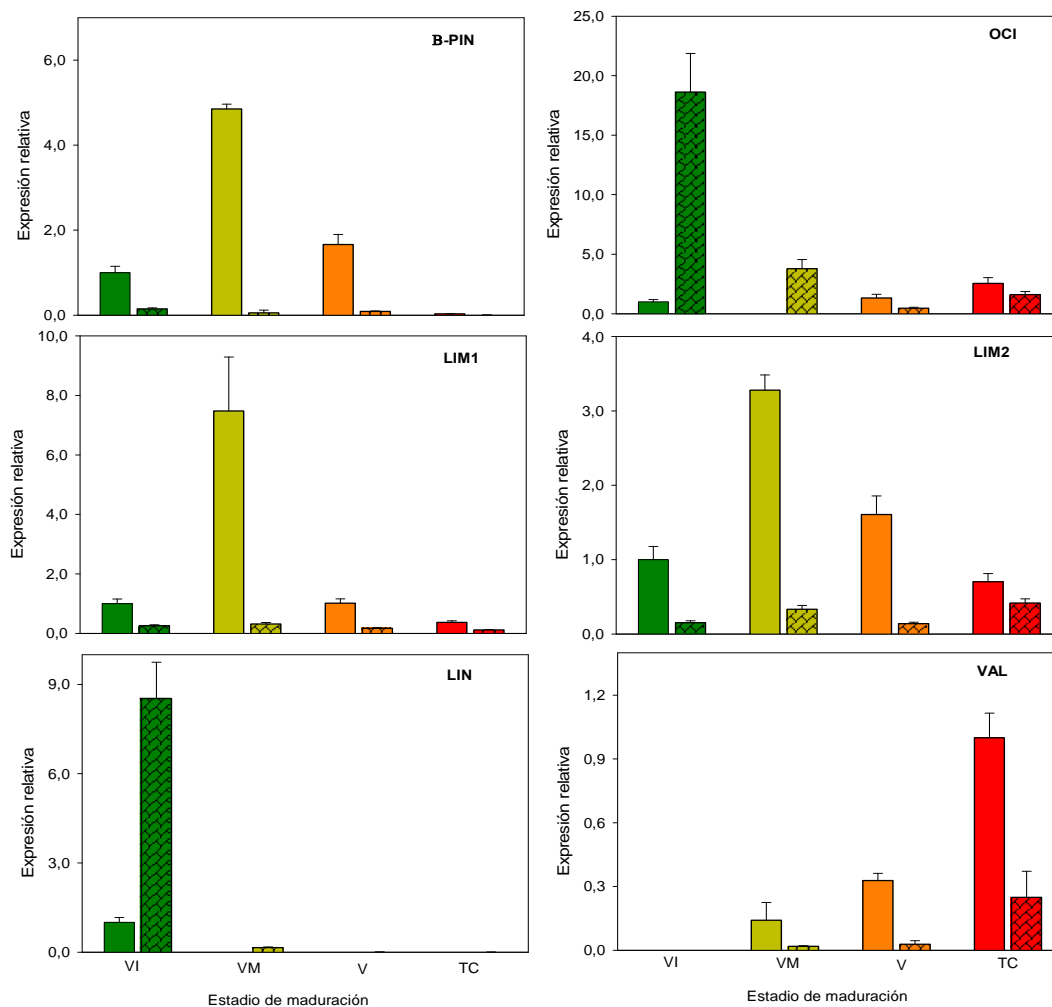 B-PIN
Expresión relativa
6,0
4,0
2,0
0,0
OCI
Expresión relativa
25,0
20,0
15,0
10,0
5,0
0,0
LIM1
Expresión relativa
10,0
8,0
6,0
4,0
2,0
0,0
LIM2
Expresión relativa
4,0
3,0
2,0
1,0
0,0
LIN
Expresión relativa
9,0
6,0
3,0
0,0
VI VM V TC
Estadio de maduración
VAL
Expresión relativa
1,2
0,9
0,6
0,3
0,0
VI VM V TC
Estadio de maduración